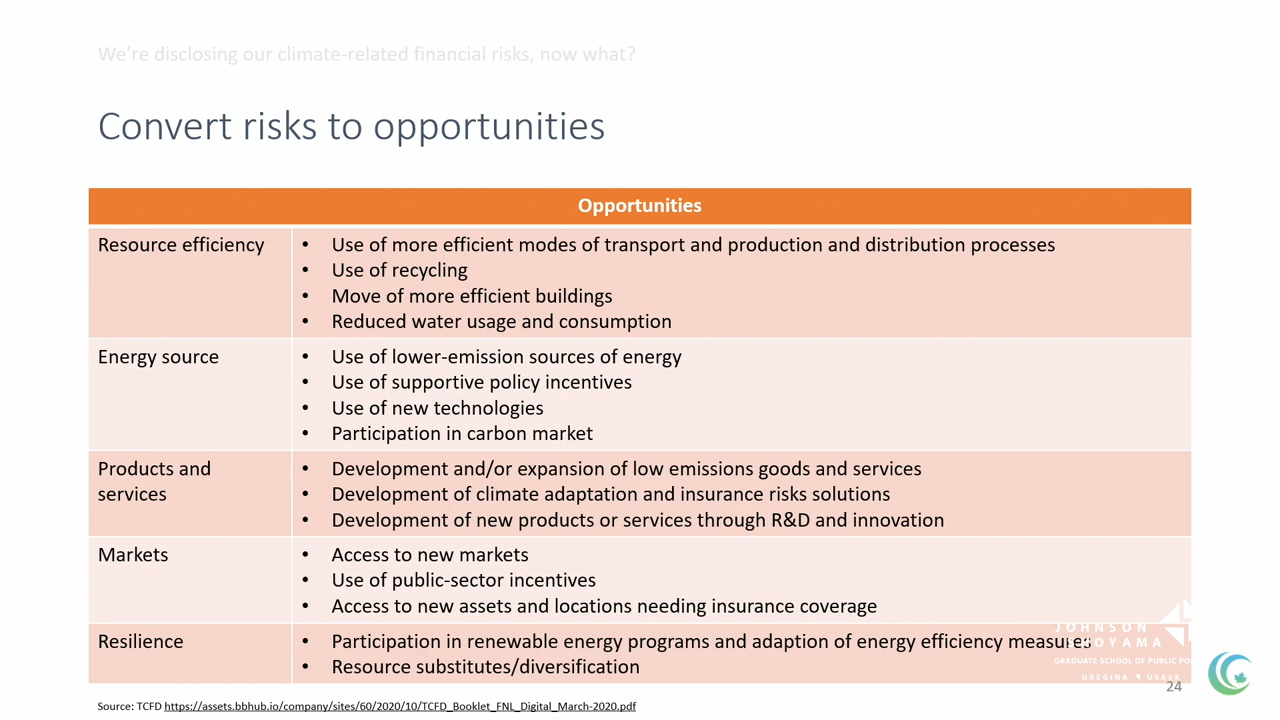 We're disclosing our climate-related financial risks, now what?
Convert risks to opportunities
Opportunities
Resource efficiency
• Use of more efficient modes of transport and production and distribution processes
• Use of recycling
• Move of more efficient buildings
• Reduced water usage and consumption
Energy source
• Use of lower-emission sources of energy
• Use of supportive policy incentives
• Use of new technologies
• Participation in carbon market
Products and
services
• Development and/or expansion of low emissions goods and services
• Development of climate adaptation and insurance risks solutions
• Development of new products or services through R&D and innovation
Markets
• Access to new markets
• Use of public-sector incentives
• Access to new assets and locations needing insurance coverage
Resilience
• Participation in renewable energy programs and adaption of energy efficiency measures
• Resource substitutes/diversification
JOHNSON
GRADUATE SCHOOL OF PUBLIC
UREGINA USASK
24
Source: TCFD https://assets.bbhub.io/company/sites/60/2020/10/TCFD_Booklet_FNL_Digital_March-2020.pdf